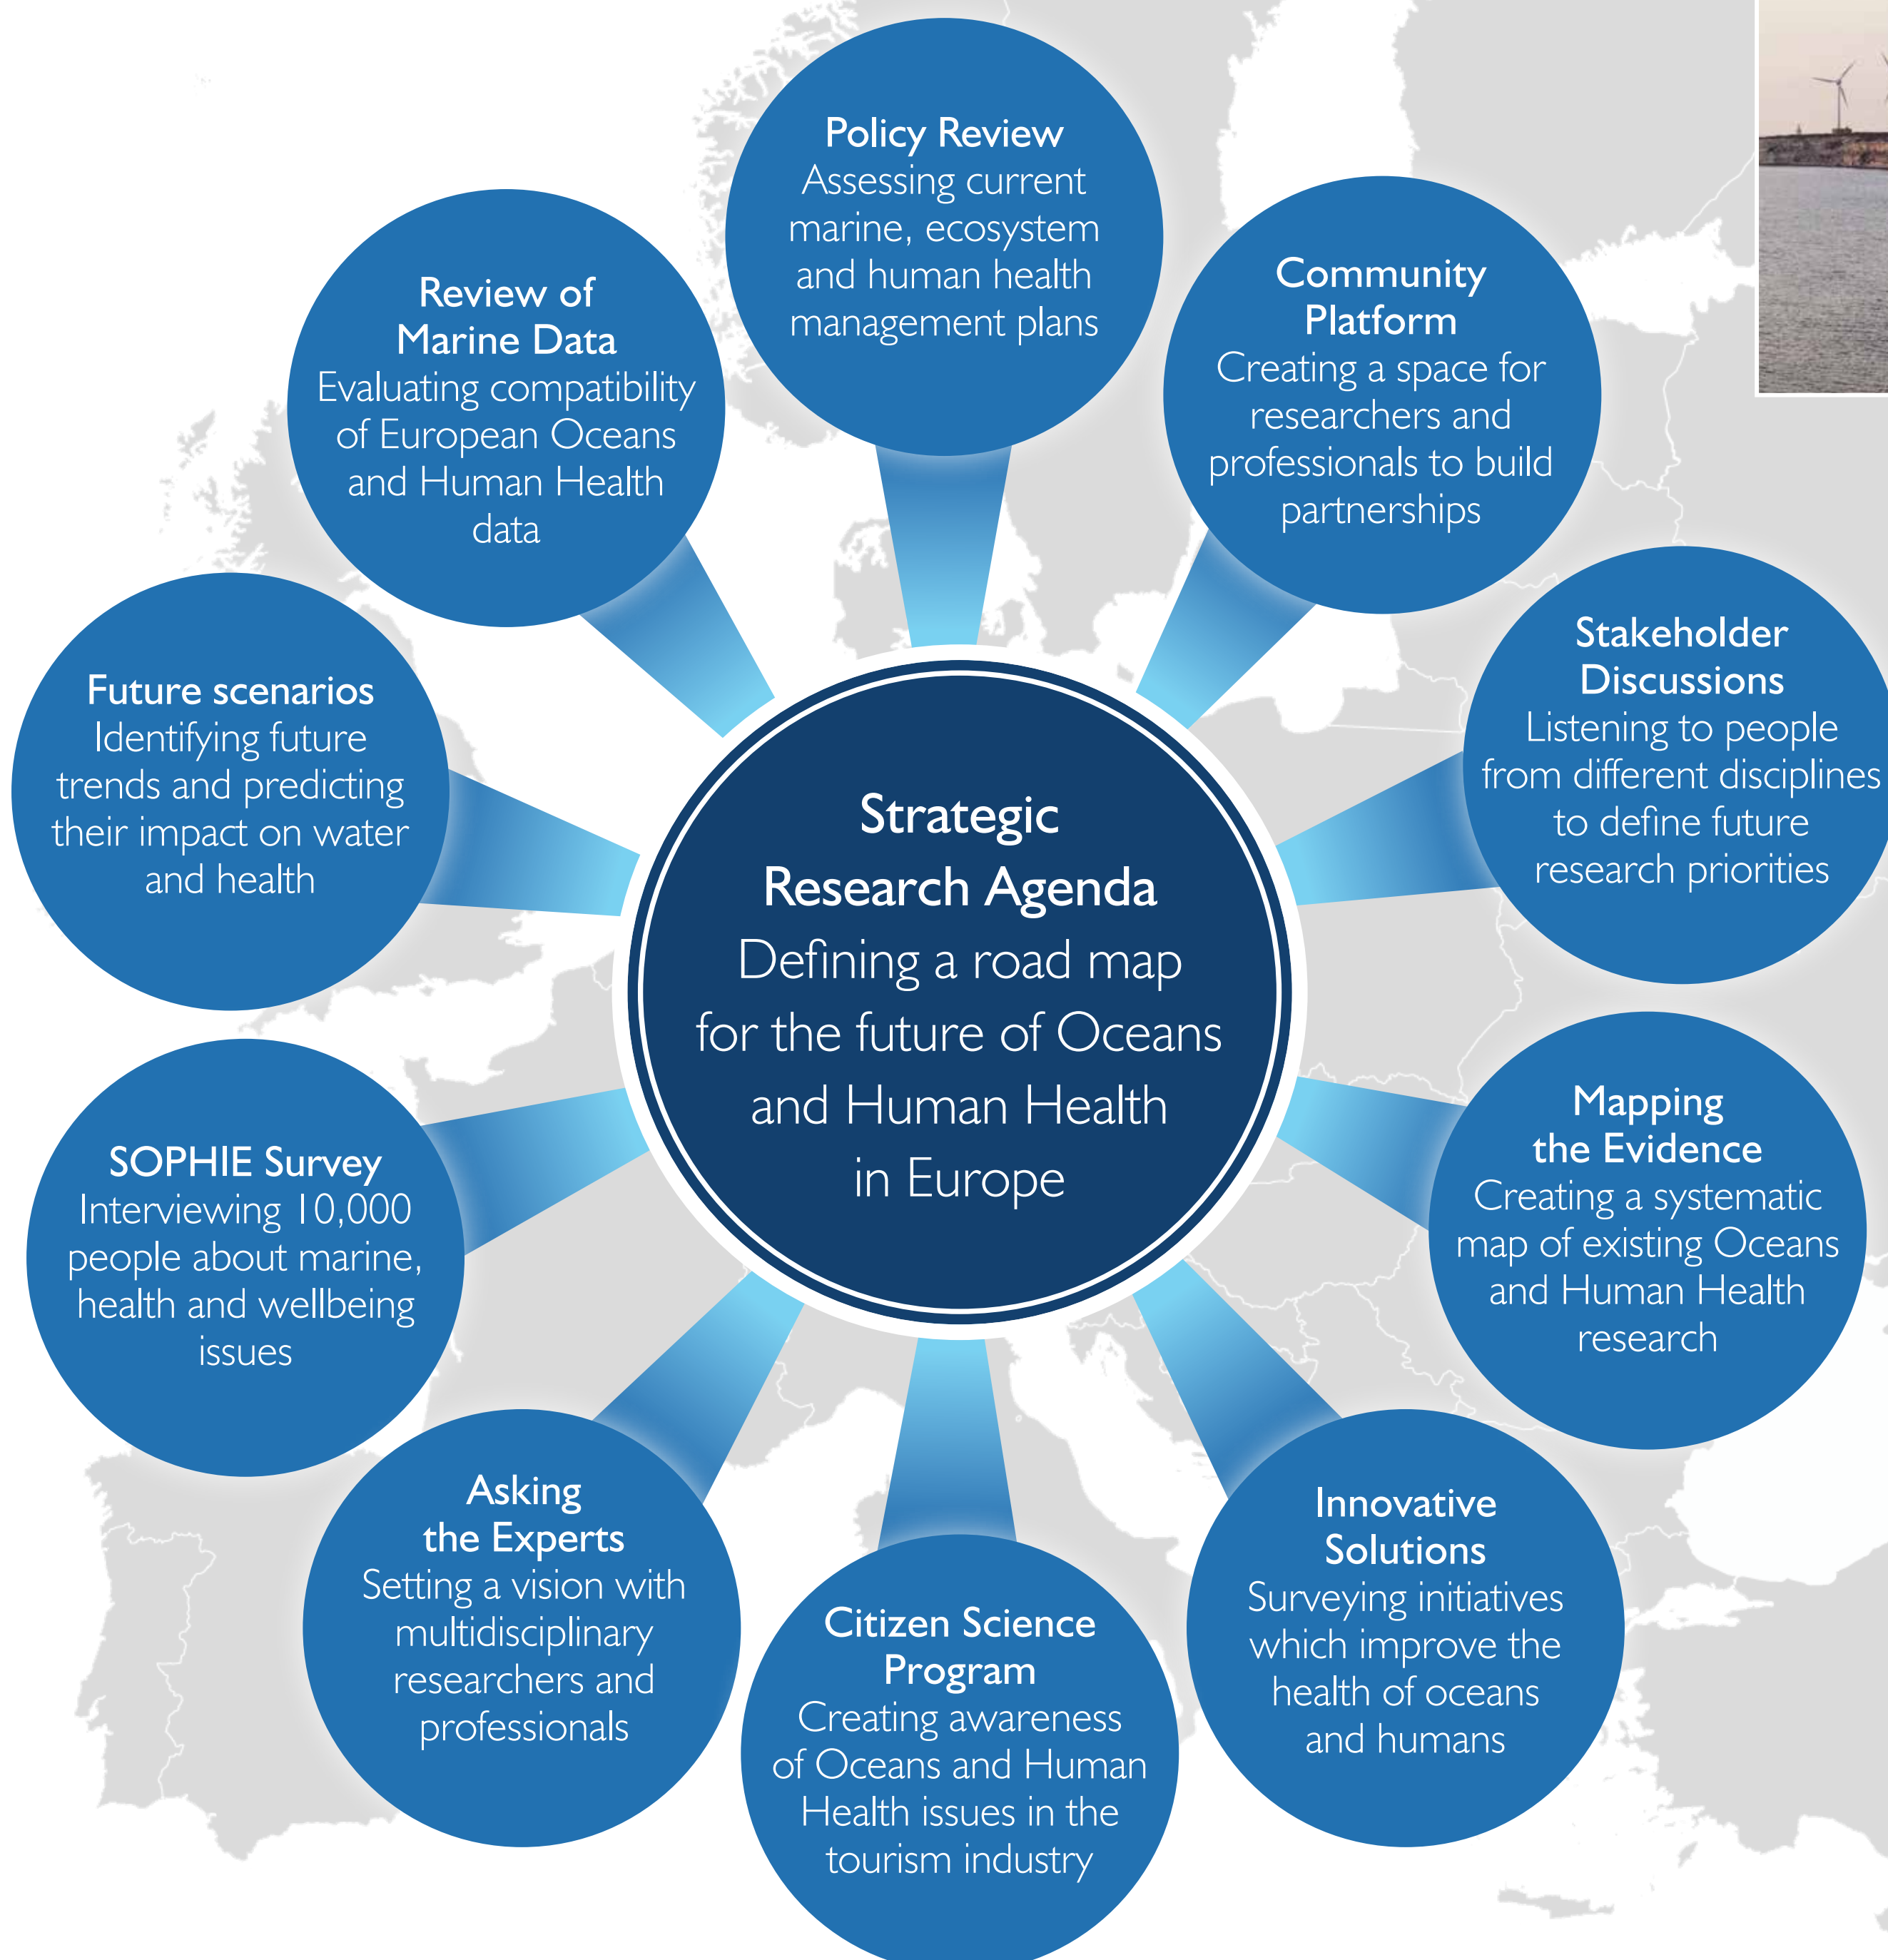 Policy Review
Assessing current
marine, ecosystem
and human health
management plans
Community
Platform
Creating a space for
researchers and
professionals to build
partnerships
Stakeholder
Discussions
Listening to people
from different disciplines
to define future
research priorities
Mapping
the Evidence
Creating a systematic
map of existing Oceans
and Human Health
research
Innovative
Solutions
Surveying initiatives
which improve the
health of oceans
and humans
Citizen Science
Program
Creating awareness
of Oceans and Human
Health issues in the
tourism industry
Asking
the Experts
Setting a vision with
multidisciplinary
researchers and
professionals
SOPHIE Survey
Interviewing 10,000
people about marine,
health and wellbeing
issues
Future scenarios
Identifying future
trends and predicting
their impact on water
and health
Review of
Marine Data
Evaluating compatibility
of European Oceans
and Human Health
data
Strategic
Research Agenda
Defining a road map
for the future of Oceans
and Human Health
in Europe